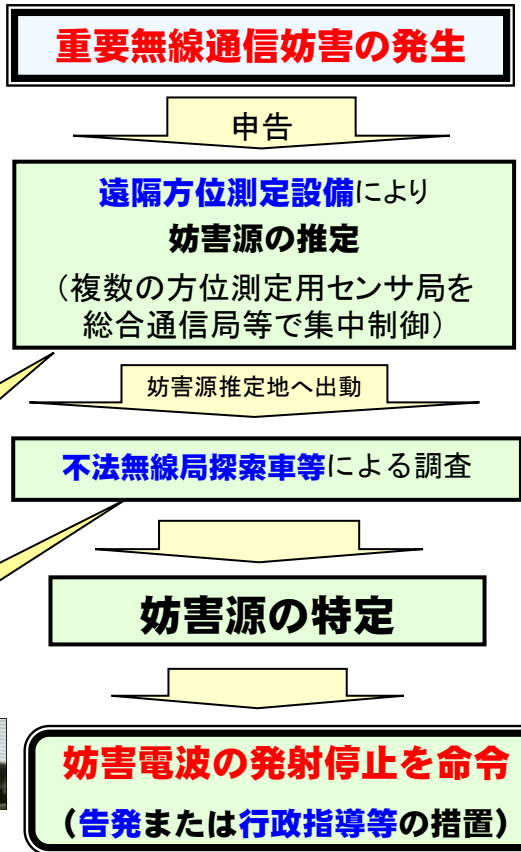 重要無線通信妨害の発生
申告
遠隔方位測定設備により
妨害源の推定
（複数の方位測定用センサ局を
総合通信局等で集中制御）
妨害源推定地へ出動
不法無線局探索車等による調査
妨害源の特定
妨害電波の発射停止を命令
（告発または行政指導等の措置）